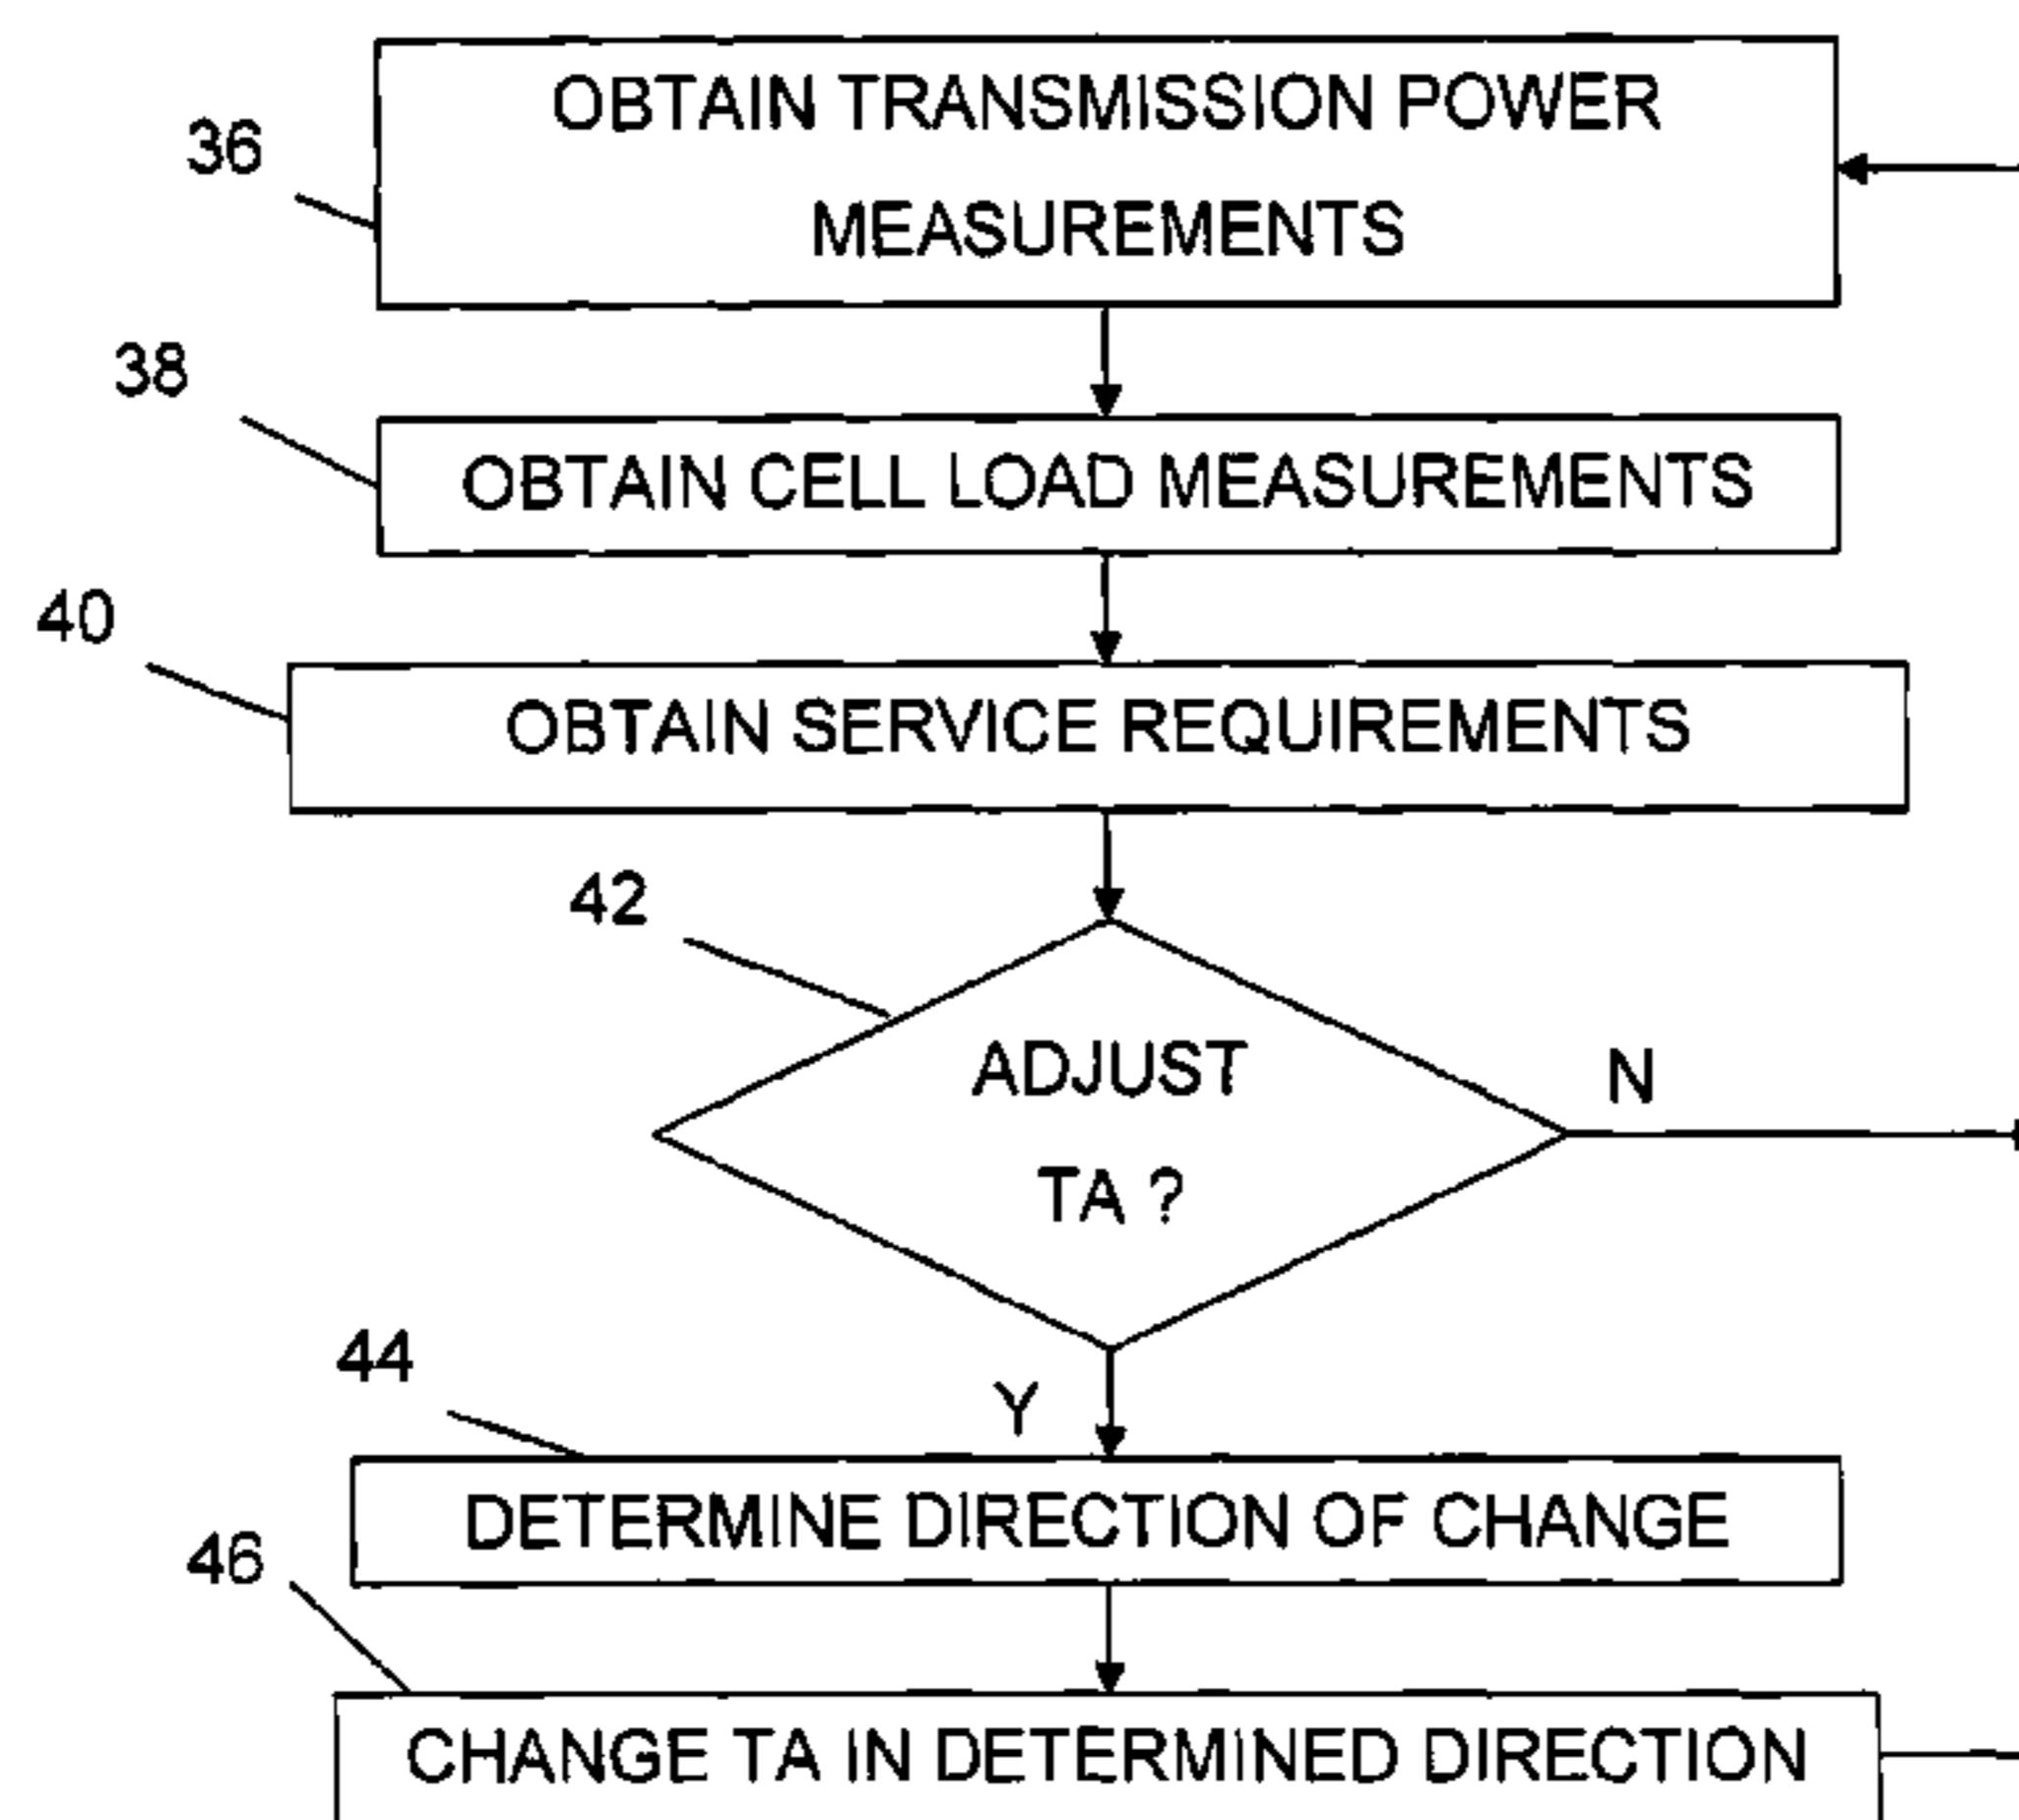 36
OBTAIN TRANSMISSION POWER
MEASUREMENTS
38
OBTAIN CELL LOAD MEASUREMENTS
40
OBTAIN SERVICE REQUIREMENTS
42
ADJUST
TA ?
N
Y
44
DETERMINE DIRECTION OF CHANGE
46
CHANGE TA IN DETERMINED DIRECTION